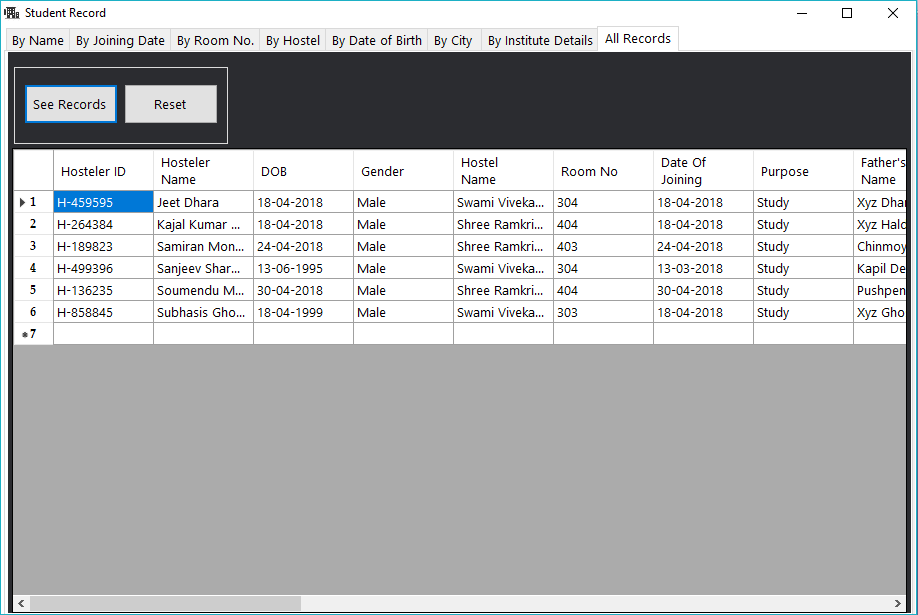 Student Record
By Name By Joining Date By Room No. By Hostel By Date of Birth By City By Institute Details All Records
See Records Reset
Hosteler ID Hosteler Name DOB Gender Hostel Name Room No Date Of Joining Purpose Father's Name
1 H-459595 Jeet Dhara 18-04-2018 Male Swami Viveka... 304 18-04-2018 Study Xyz Dhar
2 H-264384 Kajal Kumar ... 18-04-2018 Male Shree Ramkri... 404 18-04-2018 Study Xyz Halo
3 H-189823 Samiran Mon... 24-04-2018 Male Shree Ramkri... 403 24-04-2018 Study Chinmoy
4 H-499396 Sanjeev Shar... 13-06-1995 Male Swami Viveka... 304 13-03-2018 Study Kapil De
5 H-136235 Soumendu M... 30-04-2018 Male Shree Ramkri... 404 30-04-2018 Study Pushpen
6 H-858845 Subhasis Gho... 18-04-1999 Male Swami Viveka... 303 18-04-2018 Study Xyz Gho
*7